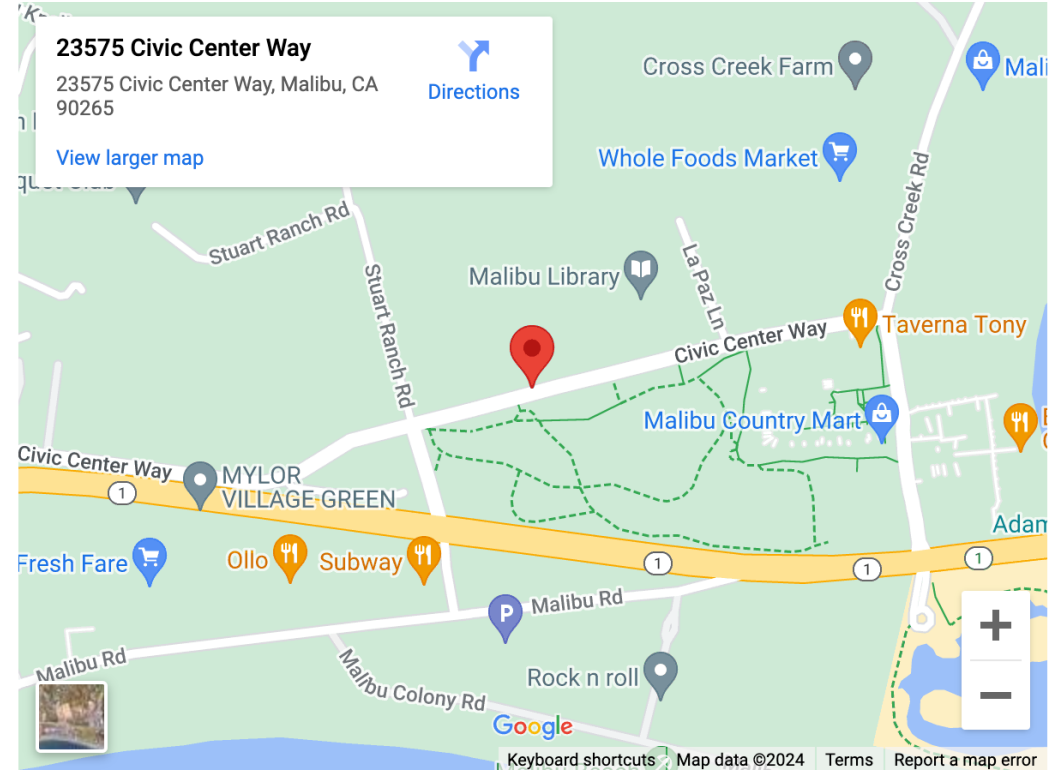 23575 Civic Center Way
23575 Civic Center Way, Malibu, CA
90265
Directions
View larger map
Cross Creek Farm
Mali
Whole Foods Market
Cross Creek Rd
Stuart Ranch Rd
Malibu Library
La Paz Ln
Stuart Ranch Rd
Civic Center Way
Taverna Tony
Malibu Country Mart
Civic Center Way
1
MYLOR
VILLAGE GREEN
Adam
Fresh Fare
Ollo
Subway
1
1
1
P
Malibu Rd
Malibu Rd
Malibu Colony Rd
Rock n roll
Google
Keyboard shortcuts
Map data ©2024
Terms
Report a map error